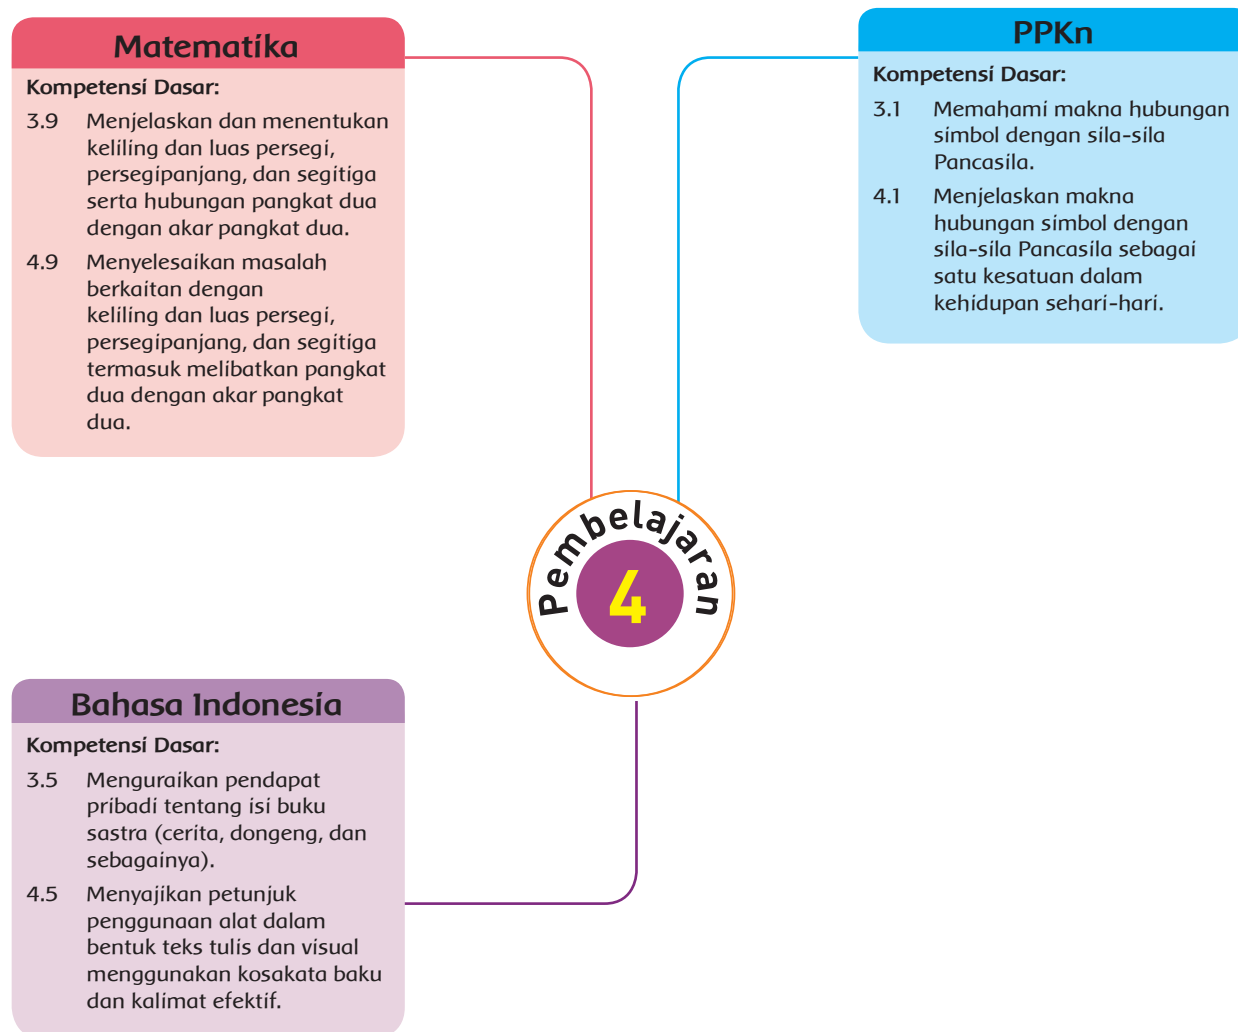 Matematika
Kompetensi Dasar:
3.9 Menjelaskan dan menentukan
keliling dan luas persegi,
persegipanjang, dan segitiga
serta hubungan pangkat dua
dengan akar pangkat dua.
4.9 Menyelesaikan masalah
berkaitan dengan
keliling dan luas persegi,
persegipanjang, dan segitiga
termasuk melibatkan pangkat
dua dengan akar pangkat
dua.
PPKn
Kompetensi Dasar:
3.1 Memahami makna hubungan
simbol dengan sila-sila
Pancasila.
4.1 Menjelaskan makna
hubungan simbol dengan
sila-sila Pancasila sebagai
satu kesatuan dalam
kehidupan sehari-hari.
Pembelajaran
4
Bahasa Indonesia
Kompetensi Dasar:
3.5 Menguraikan pendapat
pribadi tentang isi buku
sastra (cerita, dongeng, dan
sebagainya).
4.5 Menyajikan petunjuk
penggunaan alat dalam
bentuk teks tulis dan visual
menggunakan kosakata baku
dan kalimat efektif.